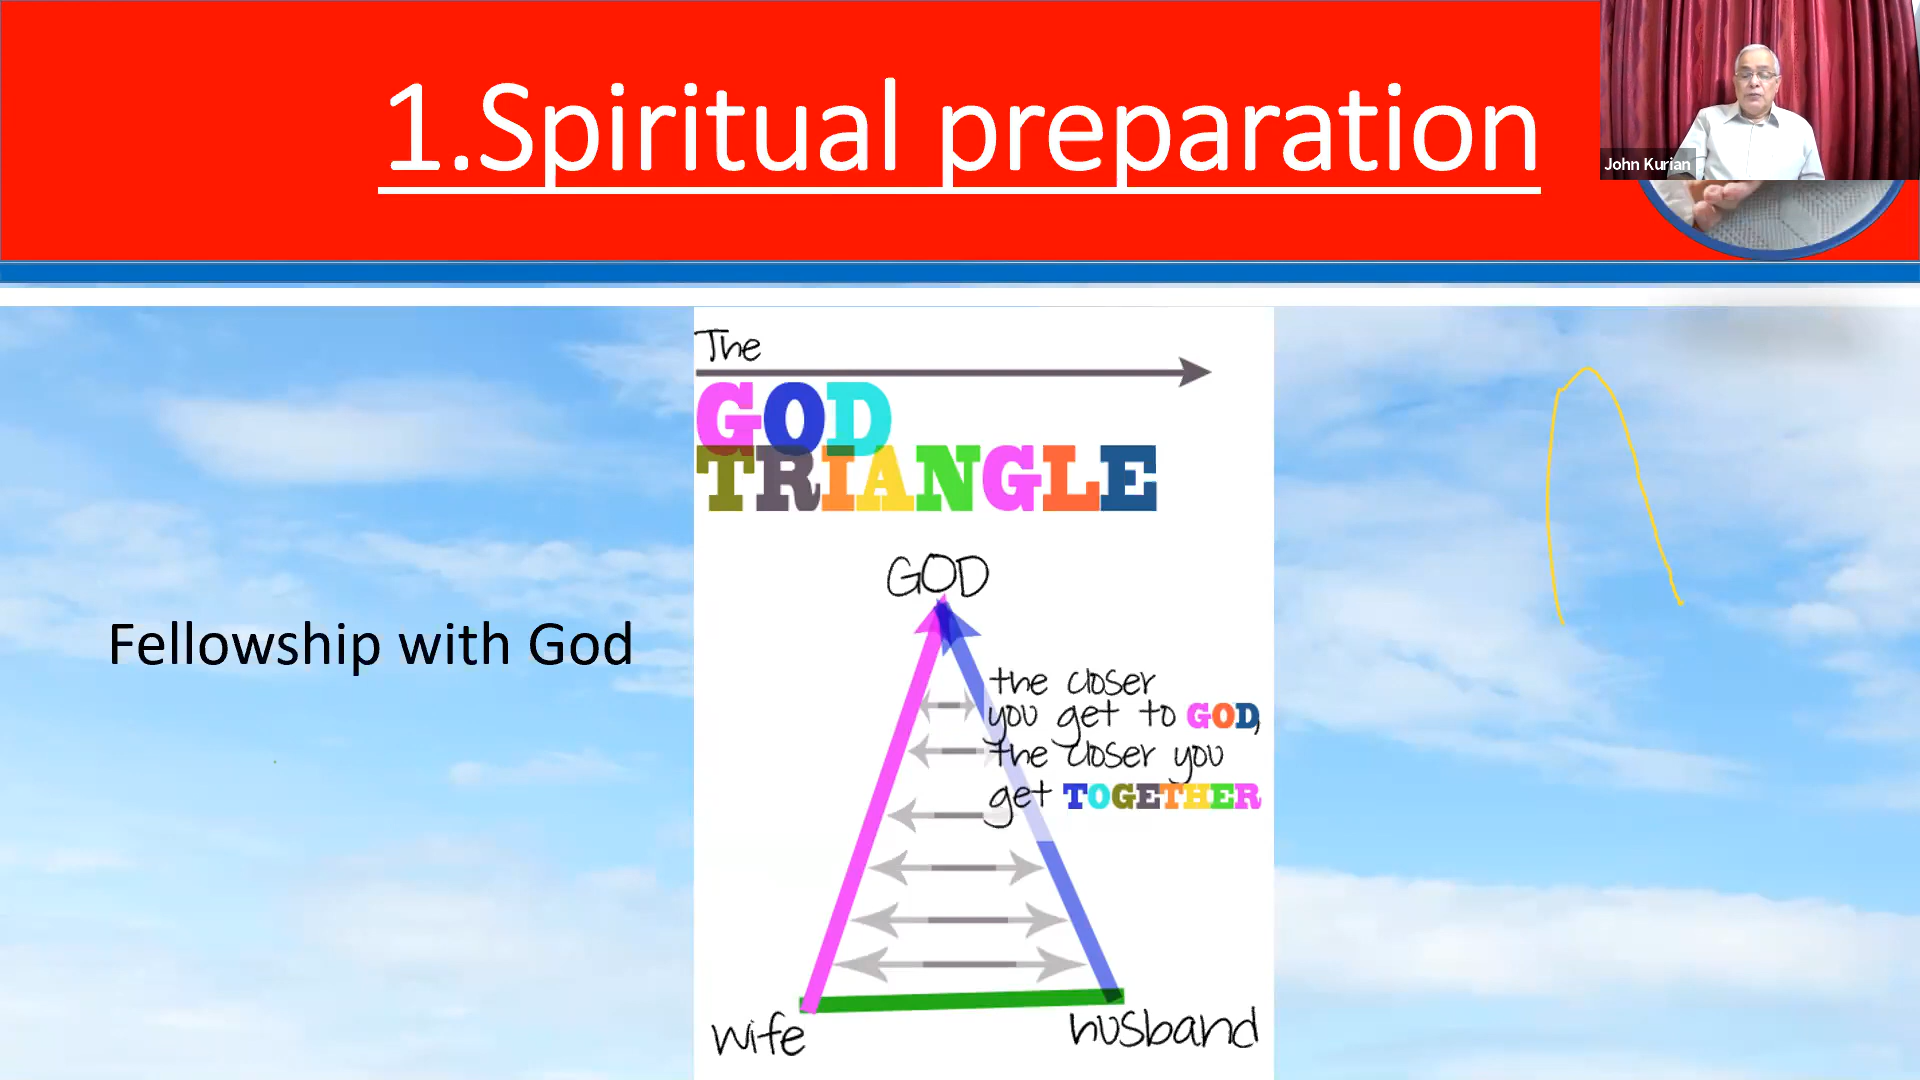 1.Spiritual preparation
John Kurian
The
GOD
TRIANGLE
GOD
Fellowship with God
the closer
you get to GOD,
the closer you
get TOGETHER
wife
husband